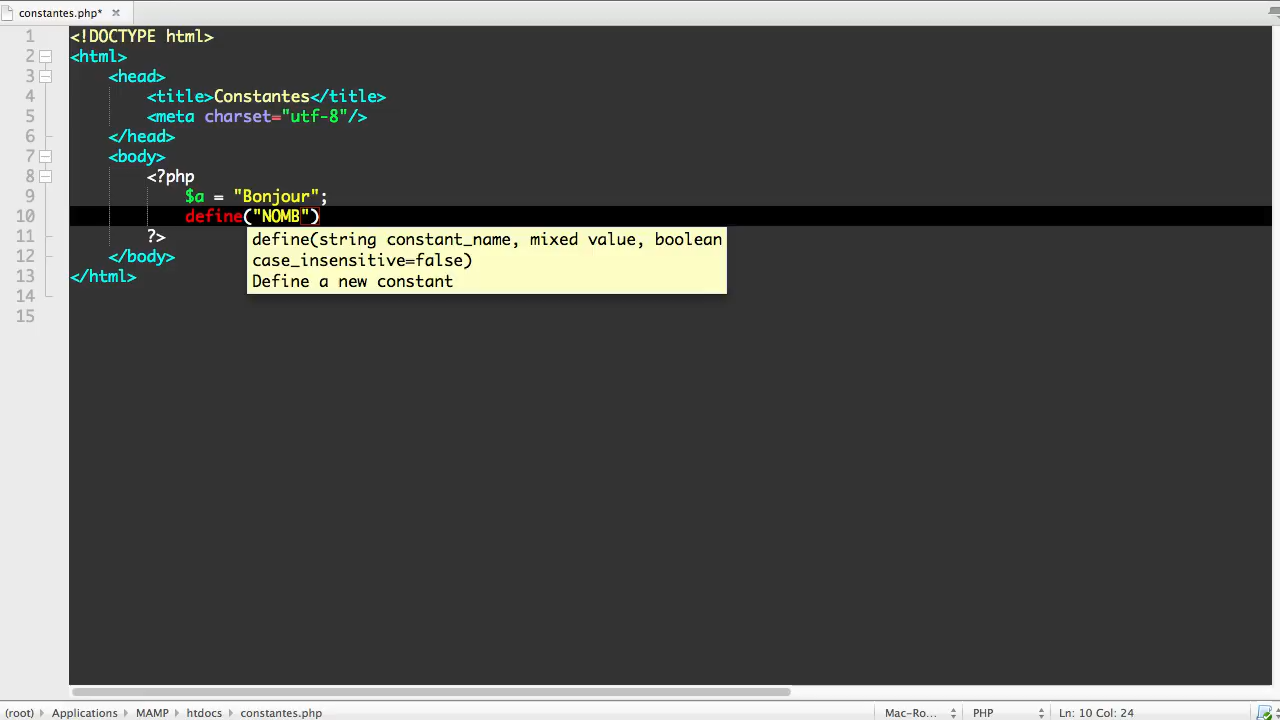 constantes.php*
1 <!DOCTYPE html>
2 <html>
3 <head>
4 <title>Constantes</title>
5 <meta charset="utf-8"/>
6 </head>
7 <body>
8 <?php
9 $a = "Bonjour";
10 define("NOMB")
define(string constant_name, mixed value, boolean
11 ?>
case_insensitive=false)
12 </body>
Define a new constant
13 </html>
14
15
(root) Applications MAMP htdocs constantes.php Mac-Ro... PHP Ln: 10 Col: 24